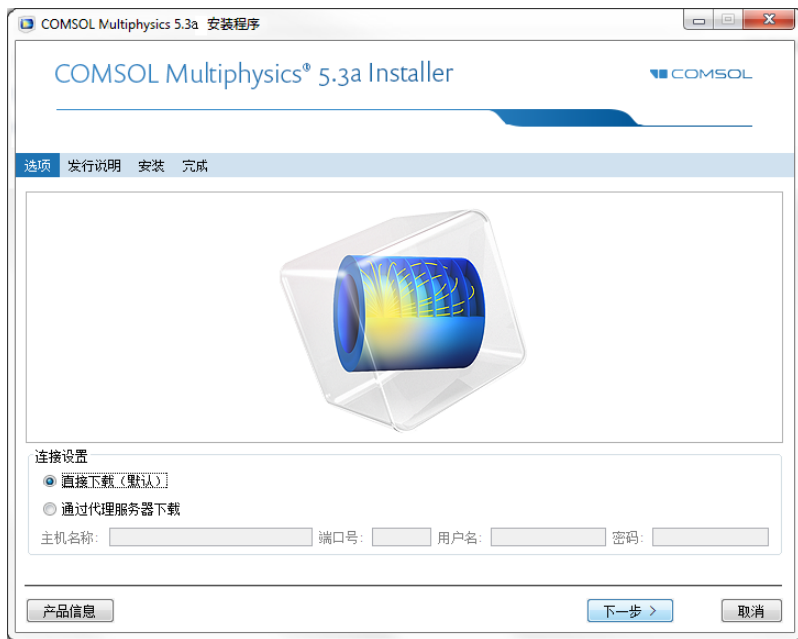 COMSOL Multiphysics 5.3a 安装程序
COMSOL Multiphysics® 5.3a Installer
COMSOL
选项 发行说明 安装 完成
连接设置
直接下载（默认）
通过代理服务器下载
主机名称: 端口号: 用户名: 密码:
产品信息 下一步 > 取消